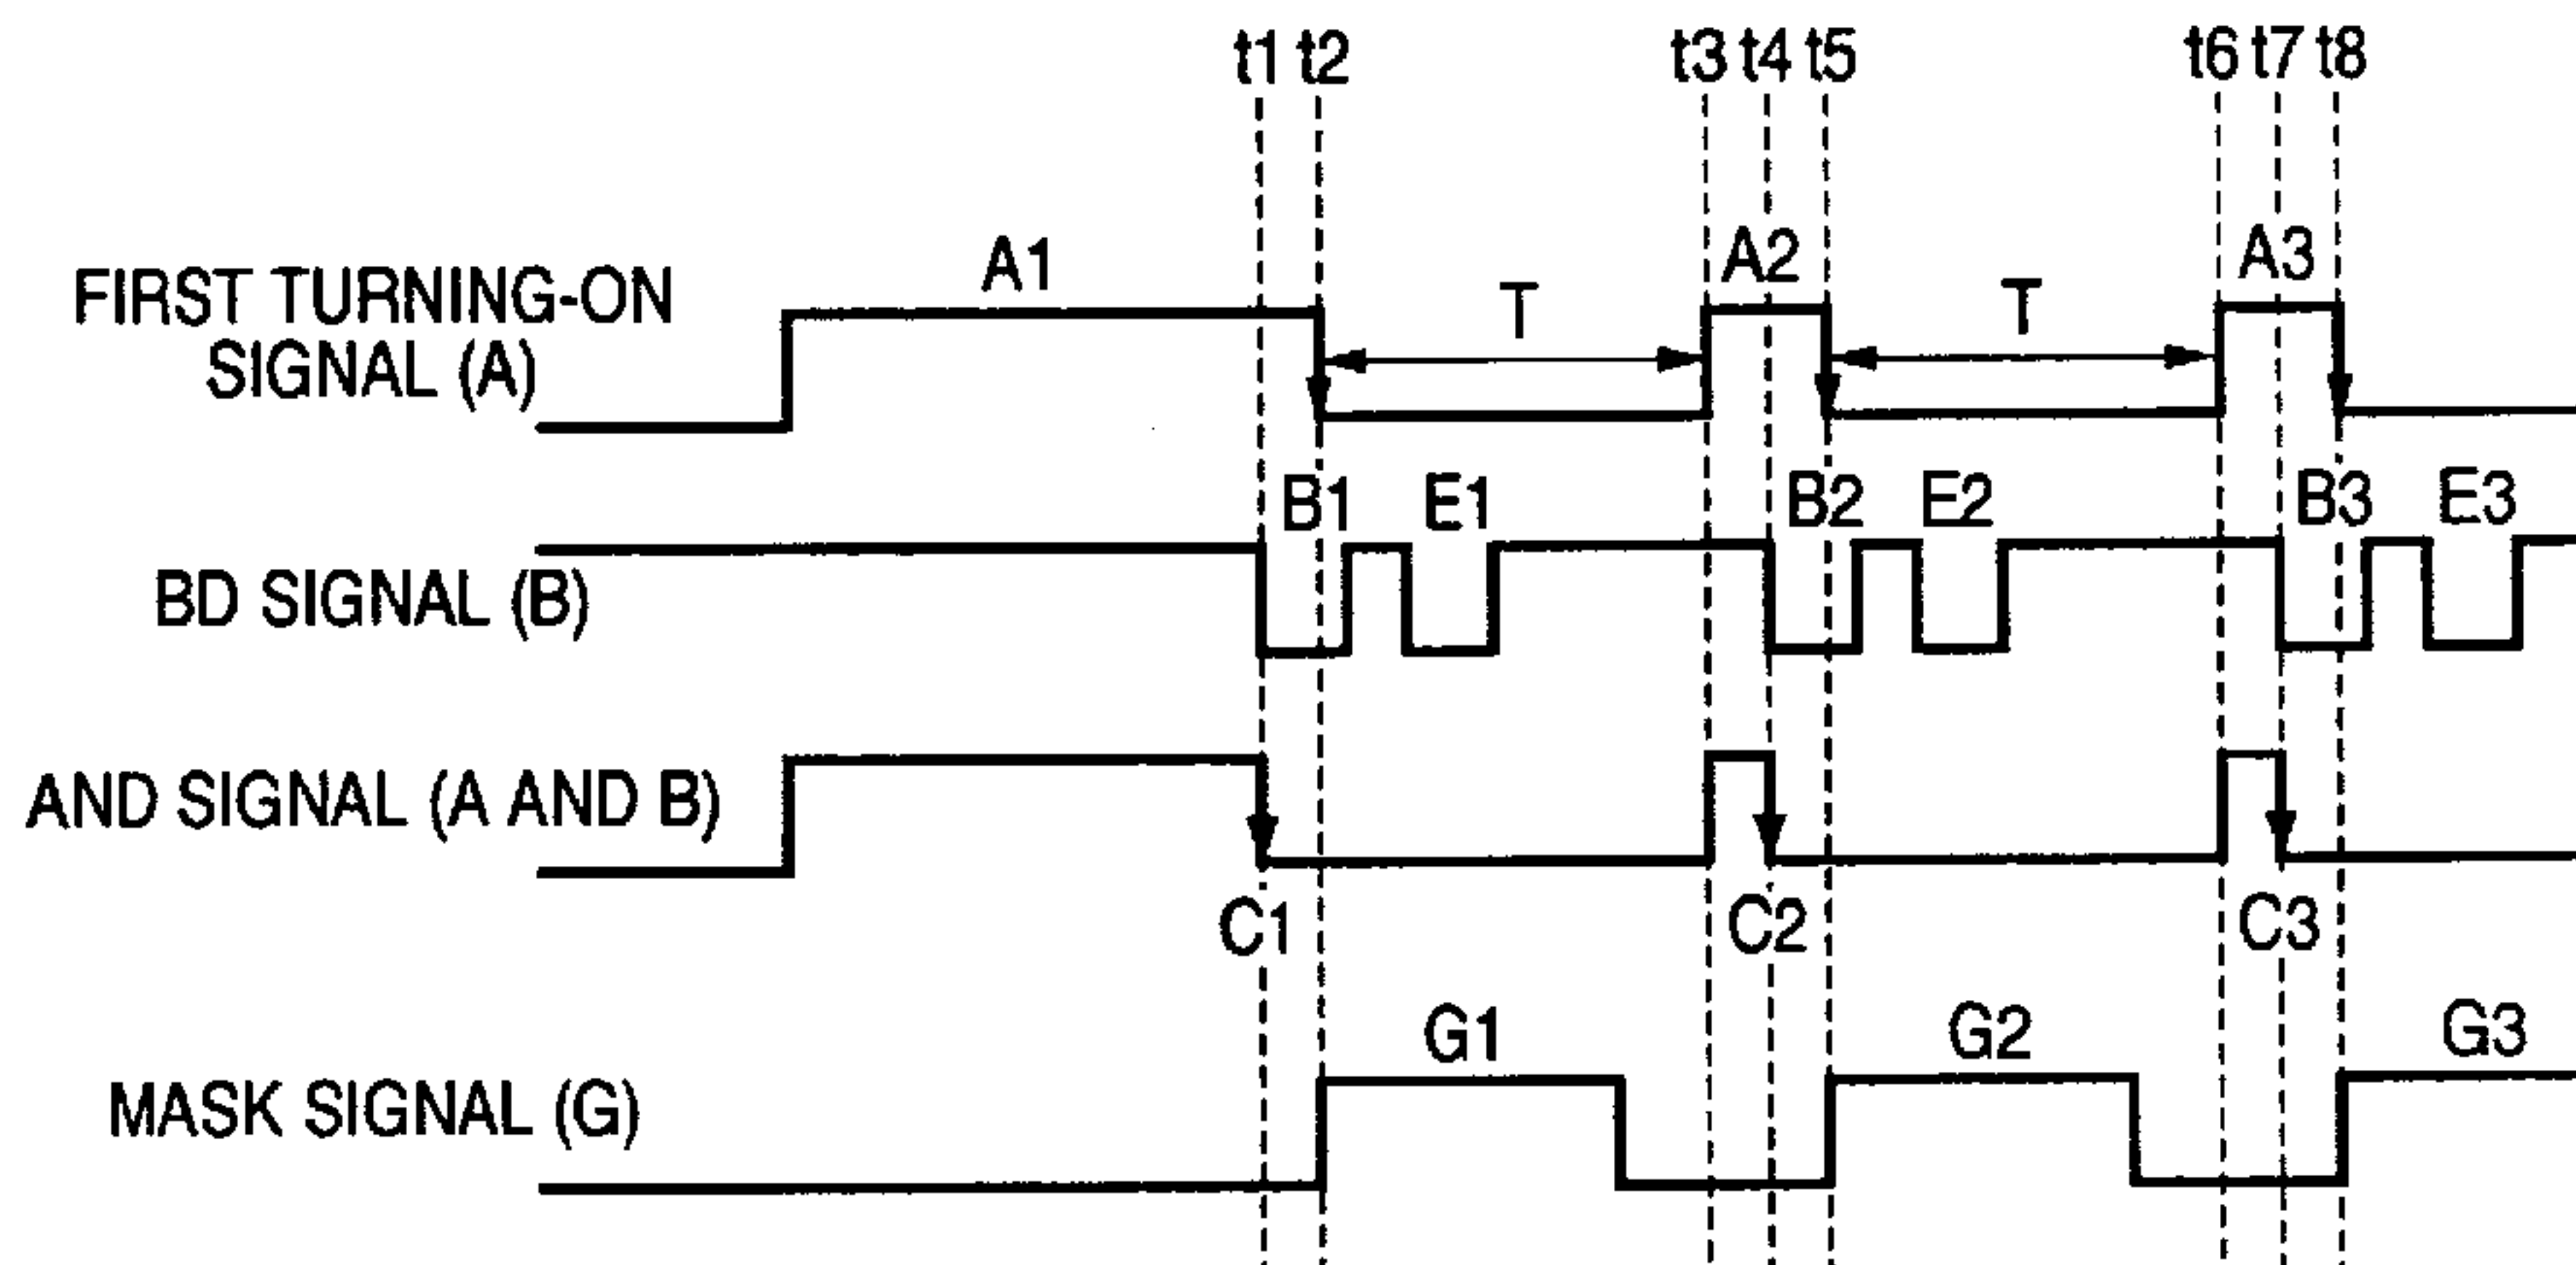 t1 t2 t3 t4 t5 t6 t7 t8
A1 T A2 T A3
FIRST TURNING-ON
SIGNAL (A)
B1 E1 B2 E2 B3 E3
BD SIGNAL (B)
AND SIGNAL (A AND B)
C1 C2 C3
G1 G2 G3
MASK SIGNAL (G)